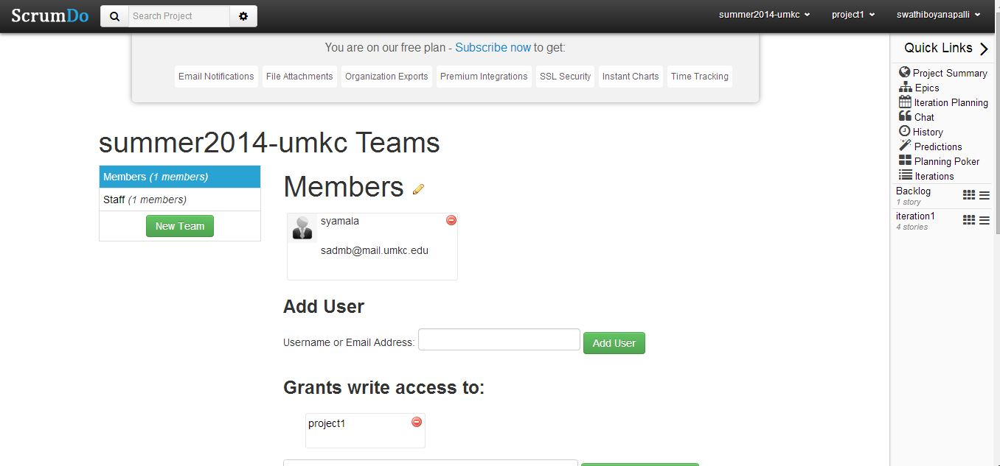 ScrumDo Search Project summer2014-umkc project1 swathiboyanapalli
You are on our free plan - Subscribe now to get:
Email Notifications File Attachments Organization Exports Premium Integrations SSL Security Instant Charts Time Tracking
summer2014-umkc Teams
Members (1 members)
Staff (1 members)
New Team
Members
syamala
sadmb@mail.umkc.edu
Add User
Username or Email Address: Add User
Grants write access to:
project1
Quick Links
Project Summary
Epics
Iteration Planning
Chat
History
Predictions
Planning Poker
Iterations
Backlog
1 story
iteration1
4 stories